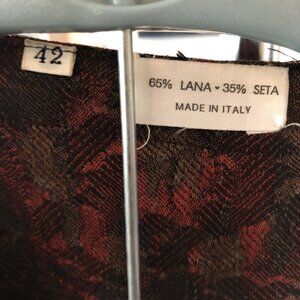 42
65% LANA - 35% SETA
MADE IN ITALY